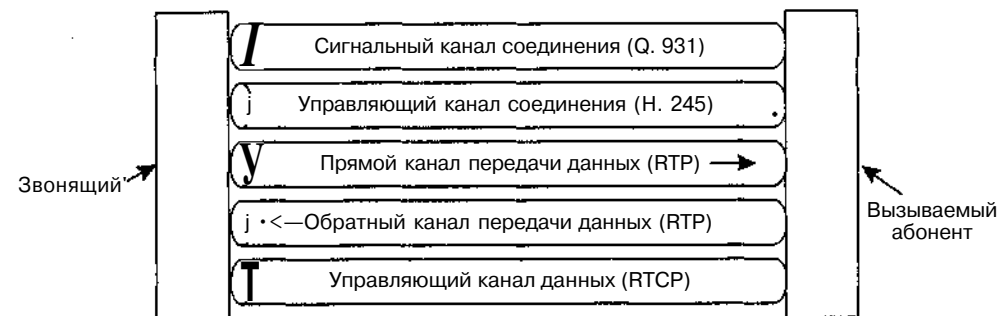 Сигнальный канал соединения (Q. 931)
j Управляющий канал соединения (H. 245)
y Прямой канал передачи данных (RTP)
Звонящий
j •<—Обратный канал передачи данных (RTP)
Вызываемый
абонент
T Управляющий канал данных (RTCP)